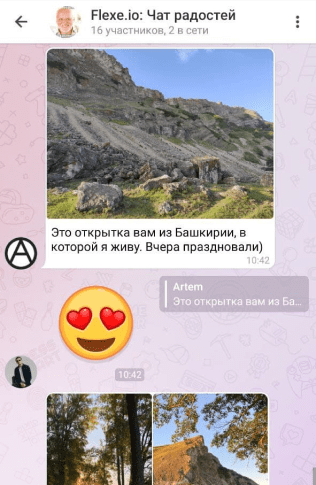 Flexe.io: Чат радостей
16 участников, 2 в сети
Это открытка вам из Башкирии, в
которой я живу. Вчера праздновали)
10:42
Artem
Это открытка вам из Ба...
10:42